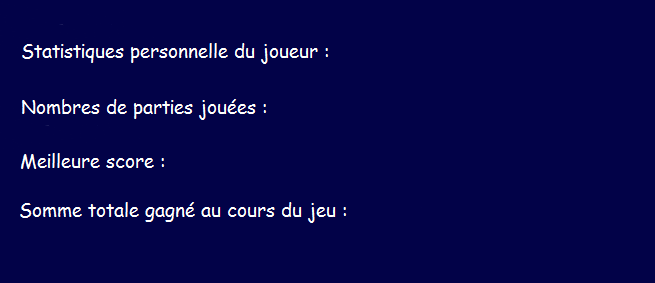 Statistiques personnelle du joueur :
Nombres de parties jouées :
Meilleure score :
Somme totale gagné au cours du jeu :